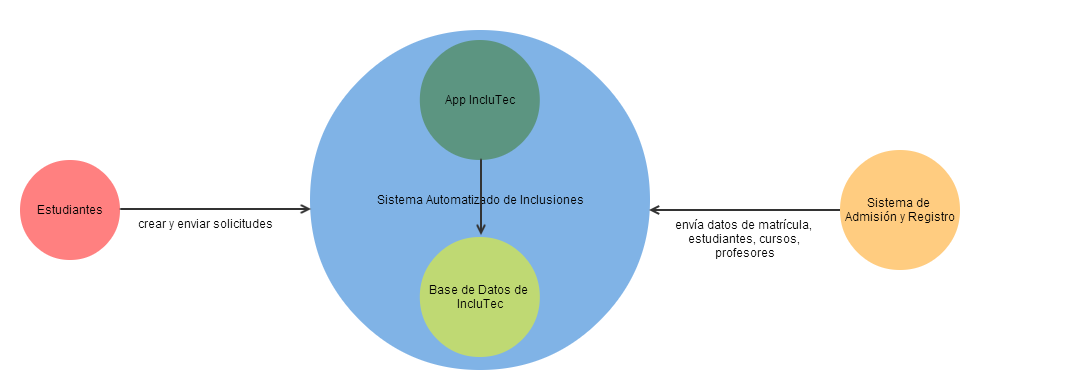 App IncluTec
Estudiantes
crear y enviar solicitudes
Sistema Automatizado de Inclusiones
Base de Datos de
IncluTec
envía datos de matrícula,
estudiantes, cursos,
profesores
Sistema de
Admisión y Registro